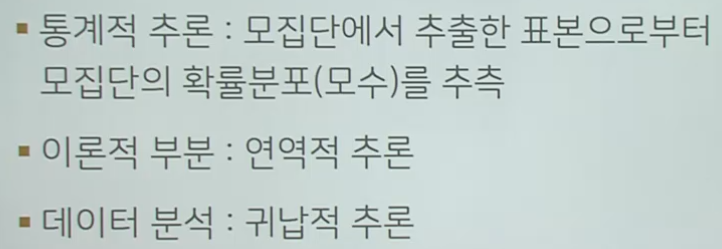 ▪ 통계적 추론 : 모집단에서 추출한 표본으로부터
모집단의 확률분포(모수)를 추측
▪ 이론적 부분 : 연역적 추론
▪ 데이터 분석 : 귀납적 추론